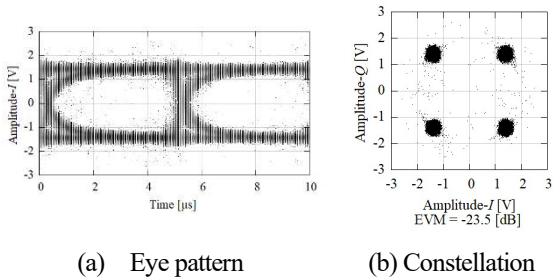 3
2
1
0
-1
-2
-3
Amplitude-I [V]
0 2 4 6 8 10
Time [µs]
(a) Eye pattern
3
2
1
0
-1
-2
-3
Amplitude-Q [V]
-3 -2 -1 0 1 2 3
Amplitude-I [V]
EVM = -23.5 [dB]
(b) Constellation